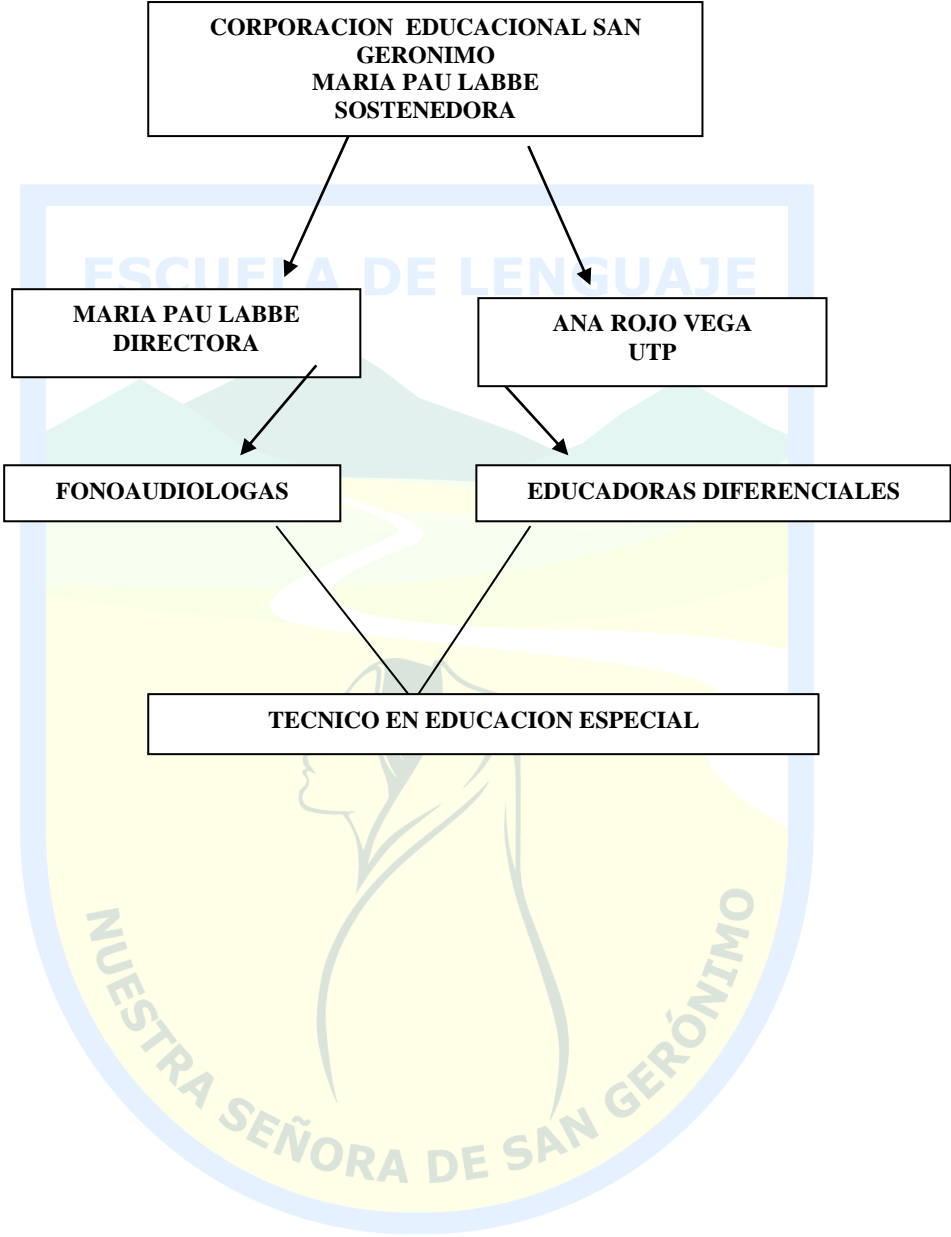 CORPORACION EDUCACIONAL SAN
GERONIMO
MARIA PAU LABBE
SOSTENEDORA
ESCUELA DE LENGUAJE
MARIA PAU LABBE
DIRECTORA
ANA ROJO VEGA
UTP
FONOAUDIOLOGAS
EDUCADORAS DIFERENCIALES
TECNICO EN EDUCACION ESPECIAL
NUESTRA SEÑORA DE SAN GERÓNIMO